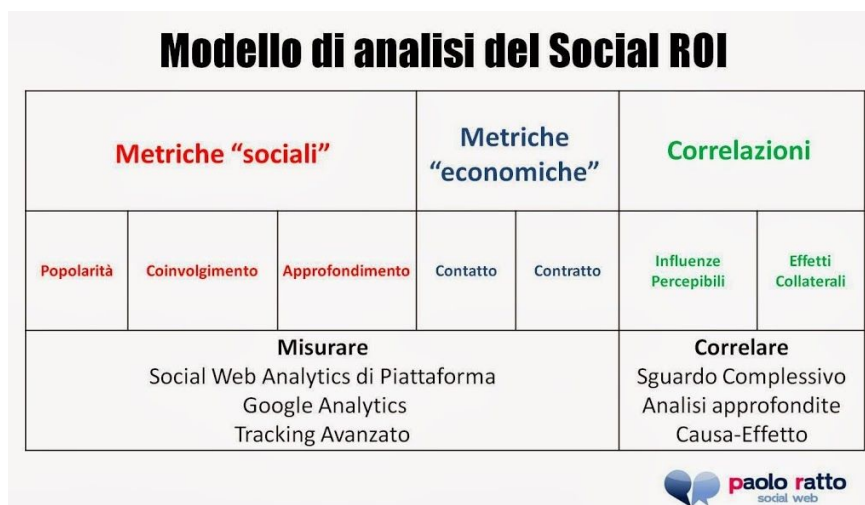 Modello di analisi del Social ROI
Metriche “sociali”
Metriche
“economiche”
Correlazioni
Popolarità
Coinvolgimento
Approfondimento
Contatto
Contratto
Influenze
Percepibili
Effetti
Collaterali
Misurare
Social Web Analytics di Piattaforma
Google Analytics
Tracking Avanzato
Correlare
Sguardo Complessivo
Analisi approfondite
Causa-Effetto
paolo ratto
social web